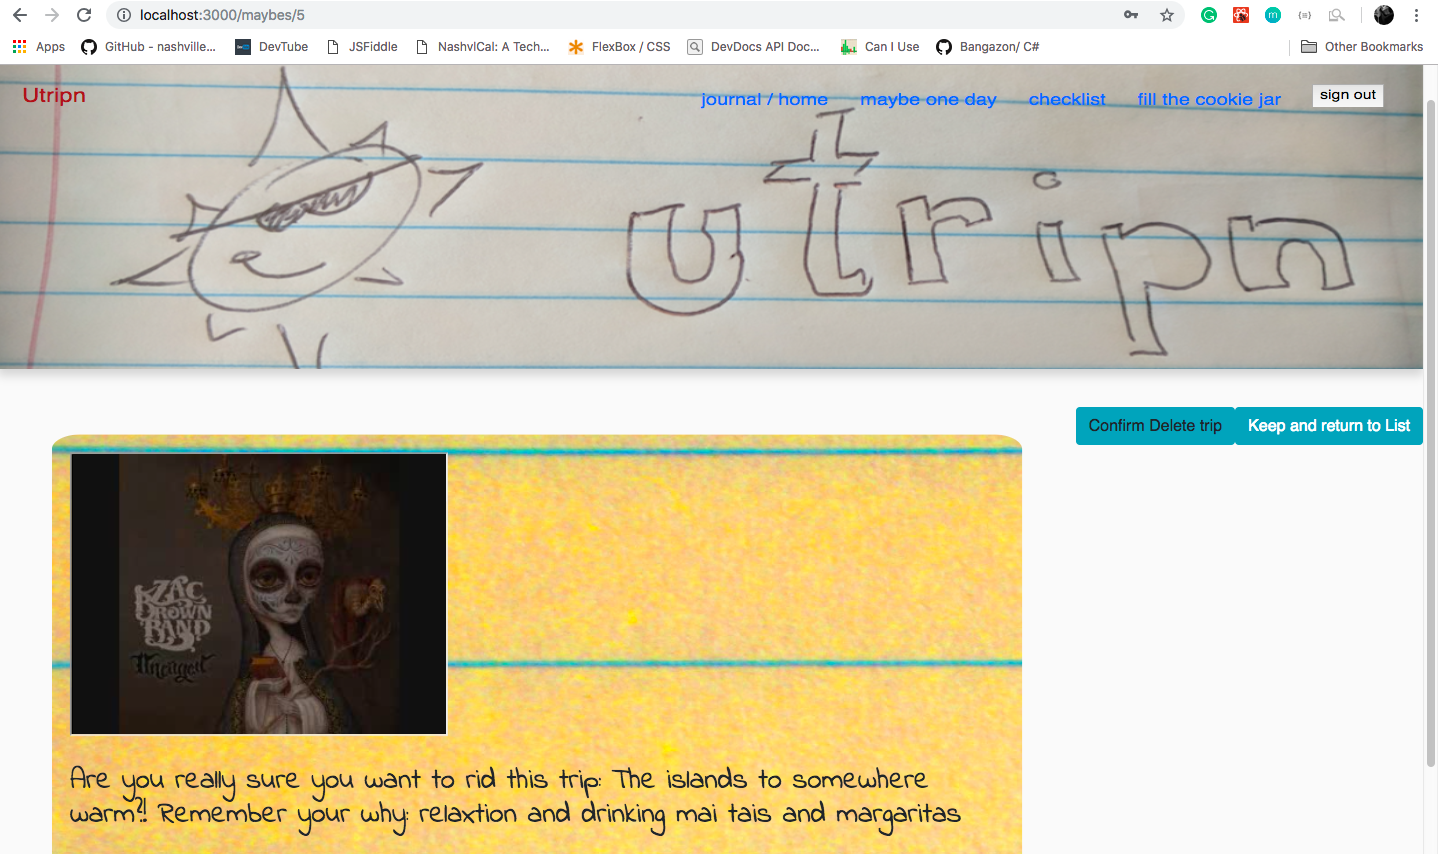 localhost:3000/maybes/5
Apps
GitHub - nashville...
DevTube
JSFiddle
NashvlCal: A Tech...
FlexBox / CSS
DevDocs API Doc...
Can I Use
Bangazon/ C#
Other Bookmarks
Utripn
journal / home
maybe one day
checklist
fill the cookie jar
sign out
utripn
Confirm Delete trip
Keep and return to List
ZAC
BROWN
BAND
Uncaged
Are you really sure you want to rid this trip: The islands to somewhere
warm?! Remember your why: relaxtion and drinking mai tais and margaritas